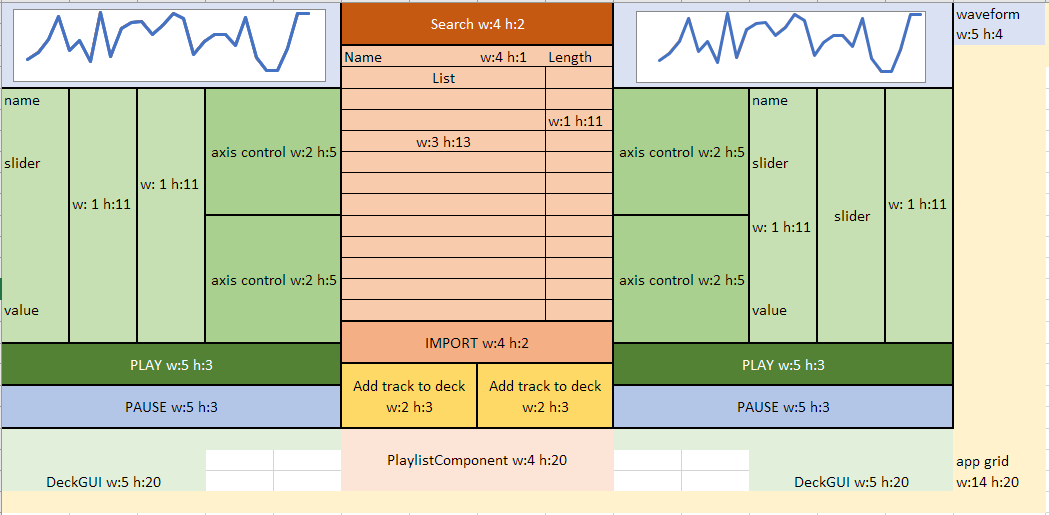 Search w:4 h:2
waveform
w:5 h:4
Name w:4 h:1 Length
List
w:1 h:11
w:3 h:13
name
slider
value
w: 1 h:11
w: 1 h:11
axis control w:2 h:5
axis control w:2 h:5
axis control w:2 h:5
axis control w:2 h:5
name
slider
w: 1 h:11
value
slider
w: 1 h:11
IMPORT w:4 h:2
PLAY w:5 h:3
PAUSE w:5 h:3
Add track to deck
w:2 h:3
Add track to deck
w:2 h:3
PLAY w:5 h:3
PAUSE w:5 h:3
DeckGUI w:5 h:20
PlaylistComponent w:4 h:20
DeckGUI w:5 h:20
app grid
w:14 h:20